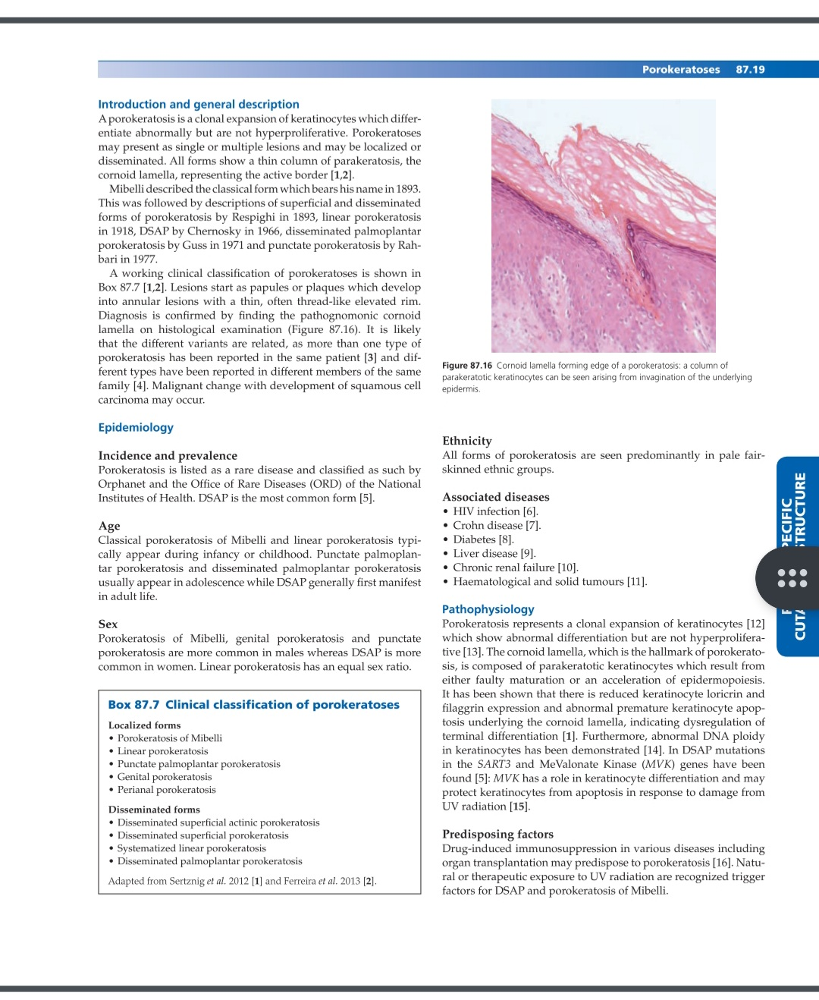 Porokeratoses 87.19
Introduction and general description
A porokeratosis is a clonal expansion of keratinocytes which differ-
entiate abnormally but are not hyperproliferative. Porokeratoses
may present as single or multiple lesions and may be localized or
disseminated. All forms show a thin column of parakeratosis, the
cornoid lamella, representing the active border [1,2].
Mibelli described the classical form which bears his name in 1893.
This was followed by descriptions of superficial and disseminated
forms of porokeratosis by Respighi in 1893, linear porokeratosis
in 1918, DSAP by Chernosky in 1966, disseminated palmoplantar
porokeratosis by Guss in 1971 and punctate porokeratosis by Rah-
bari in 1977.
A working clinical classification of porokeratoses is shown in
Box 87.7 [1,2]. Lesions start as papules or plaques which develop
into annular lesions with a thin, often thread-like elevated rim.
Diagnosis is confirmed by finding the pathognomonic cornoid
lamella on histological examination (Figure 87.16). It is likely
that the different variants are related, as more than one type of
porokeratosis has been reported in the same patient [3] and dif-
ferent types have been reported in different members of the same
family [4]. Malignant change with development of squamous cell
carcinoma may occur.
Epidemiology
Incidence and prevalence
Porokeratosis is listed as a rare disease and classified as such by
Orphanet and the Office of Rare Diseases (ORD) of the National
Institutes of Health. DSAP is the most common form [5].
Age
Classical porokeratosis of Mibelli and linear porokeratosis typi-
cally appear during infancy or childhood. Punctate palmoplan-
tar porokeratosis and disseminated palmoplantar porokeratosis
usually appear in adolescence while DSAP generally first manifest
in adult life.
Sex
Porokeratosis of Mibelli, genital porokeratosis and punctate
porokeratosis are more common in males whereas DSAP is more
common in women. Linear porokeratosis has an equal sex ratio.
Box 87.7 Clinical classification of porokeratoses
Localized forms
• Porokeratosis of Mibelli
• Linear porokeratosis
• Punctate palmoplantar porokeratosis
• Genital porokeratosis
• Perianal porokeratosis
Disseminated forms
• Disseminated superficial actinic porokeratosis
• Disseminated superficial porokeratosis
• Systematized linear porokeratosis
• Disseminated palmoplantar porokeratosis
Adapted from Sertznig et al. 2012 [1] and Ferreira et al. 2013 [2].
Figure 87.16 Cornoid lamella forming edge of a porokeratosis: a column of
parakeratotic keratinocytes can be seen arising from invagination of the underlying
epidermis.
Ethnicity
All forms of porokeratosis are seen predominantly in pale fair-
skinned ethnic groups.
Associated diseases
• HIV infection [6].
• Crohn disease [7].
• Diabetes [8].
• Liver disease [9].
• Chronic renal failure [10].
• Haematological and solid tumours [11].
Pathophysiology
Porokeratosis represents a clonal expansion of keratinocytes [12]
which show abnormal differentiation but are not hyperprolifera-
tive [13]. The cornoid lamella, which is the hallmark of porokerato-
sis, is composed of parakeratotic keratinocytes which result from
either faulty maturation or an acceleration of epidermopoiesis.
It has been shown that there is reduced keratinocyte loricrin and
filaggrin expression and abnormal premature keratinocyte apop-
tosis underlying the cornoid lamella, indicating dysregulation of
terminal differentiation [1]. Furthermore, abnormal DNA ploidy
in keratinocytes has been demonstrated [14]. In DSAP mutations
in the SART3 and MeValonate Kinase (MVK) genes have been
found [5]: MVK has a role in keratinocyte differentiation and may
protect keratinocytes from apoptosis in response to damage from
UV radiation [15].
Predisposing factors
Drug-induced immunosuppression in various diseases including
organ transplantation may predispose to porokeratosis [16]. Natu-
ral or therapeutic exposure to UV radiation are recognized trigger
factors for DSAP and porokeratosis of Mibelli.
PECIFIC
STRUCTURE